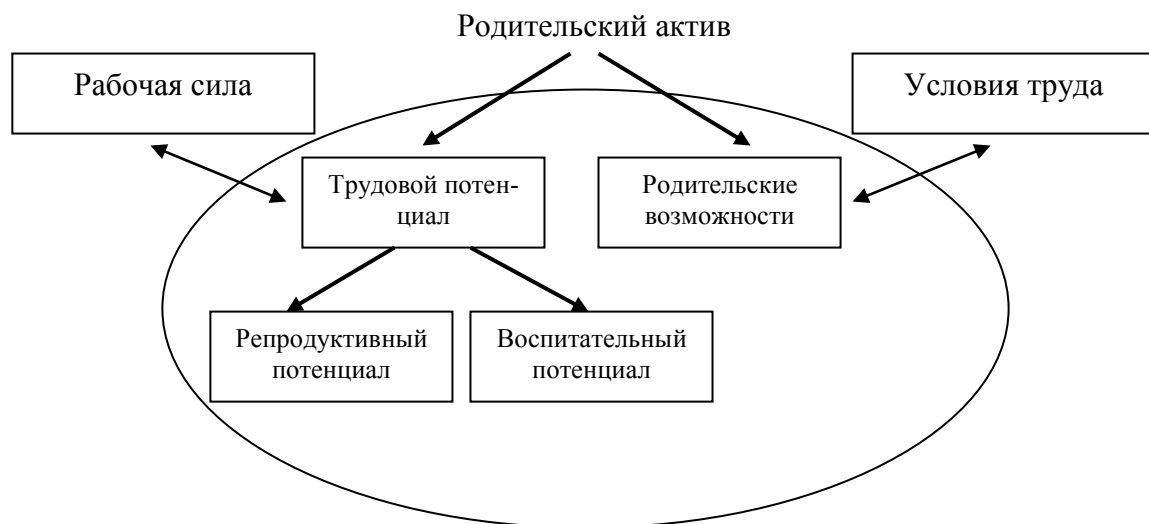 Родительский актив
Рабочая сила
Условия труда
Трудовой потен-
циал
Родительские
возможности
Репродуктивный
потенциал
Воспитательный
потенциал